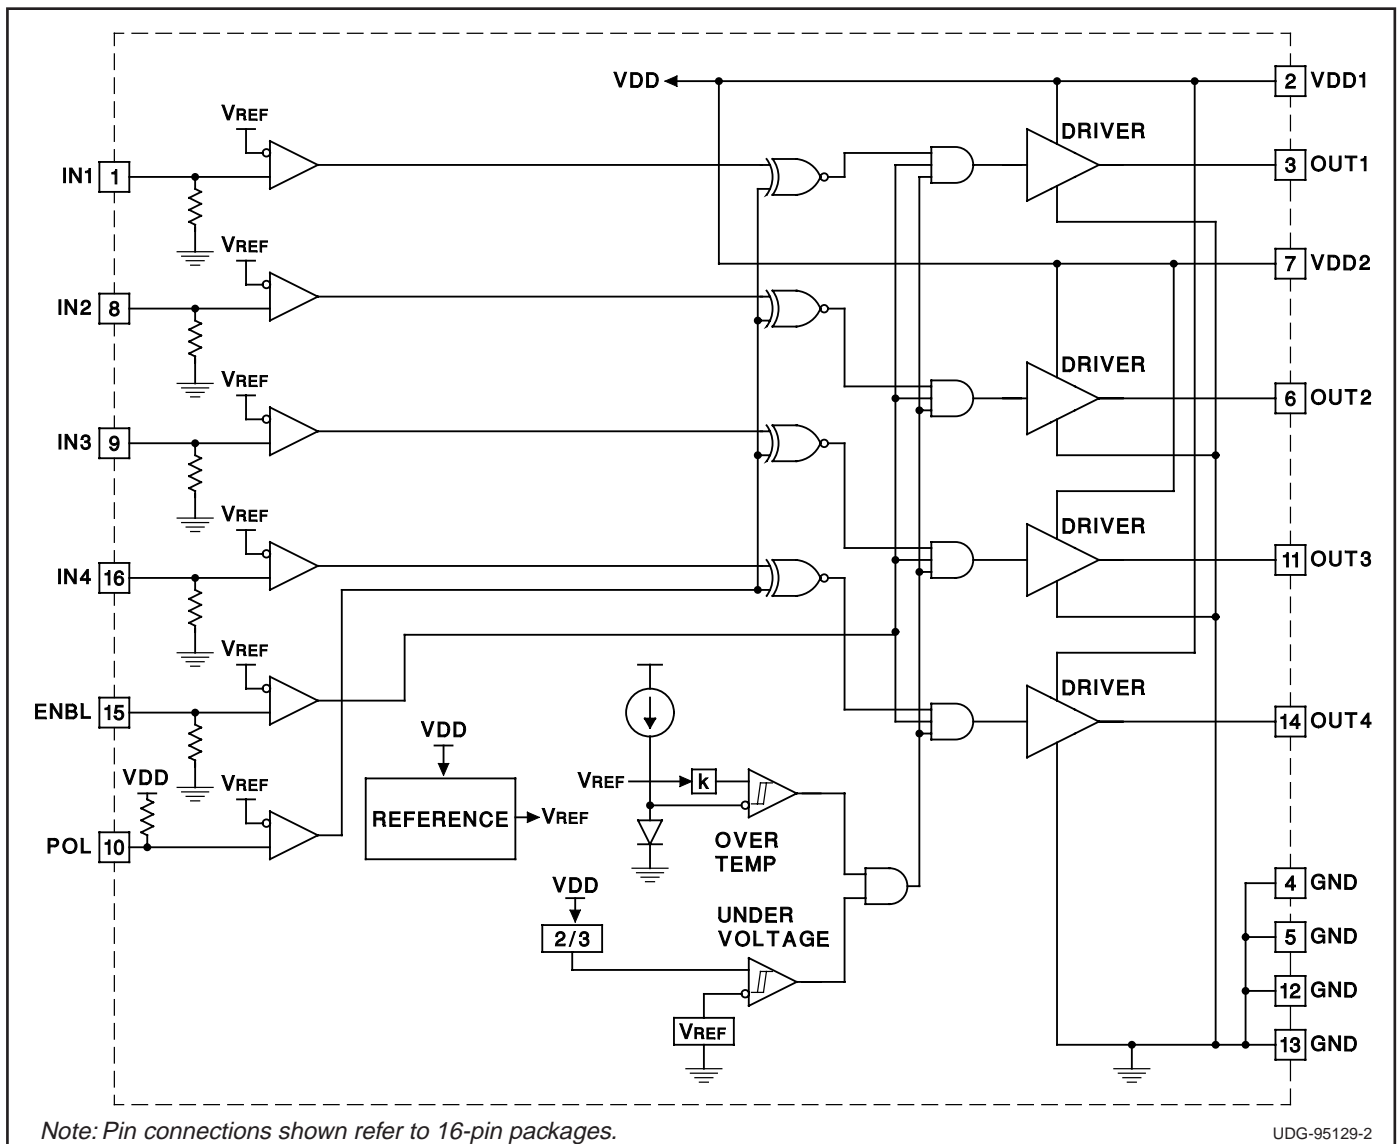 VDD
2 VDD1
VREF
DRIVER
IN1 1
3 OUT1
VREF
7 VDD2
IN2 8
DRIVER
VREF
6 OUT2
IN3 9
VREF
DRIVER
IN4 16
11 OUT3
VREF
DRIVER
ENBL 15
14 OUT4
VDD
VDD
VREF
VREF
k
REFERENCE
VREF
POL 10
OVER
TEMP
VDD
4 GND
2/3
UNDER
VOLTAGE
5 GND
12 GND
VREF
13 GND
Note: Pin connections shown refer to 16-pin packages.
UDG-95129-2